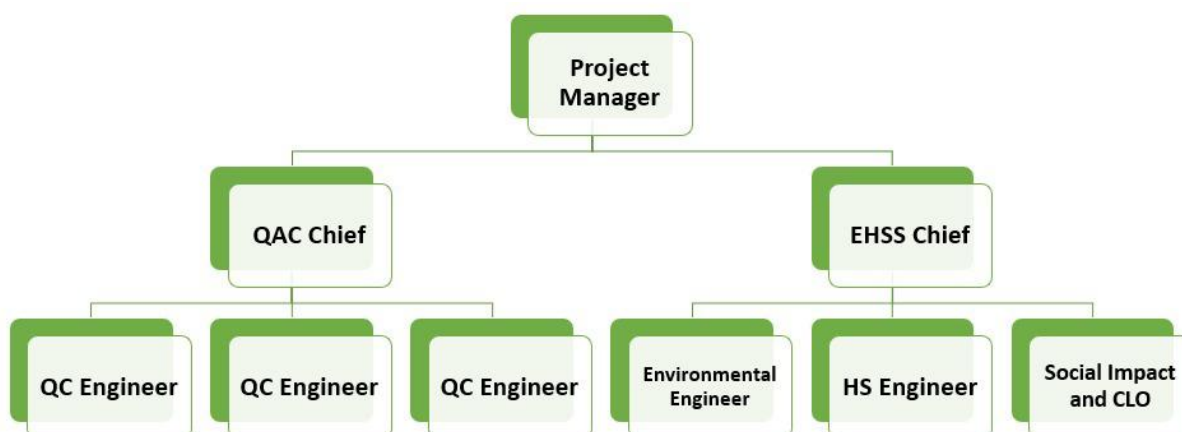 Project
Manager
QAC Chief
EHSS Chief
QC Engineer
QC Engineer
QC Engineer
Environmental
Engineer
HS Engineer
Social Impact
and CLO